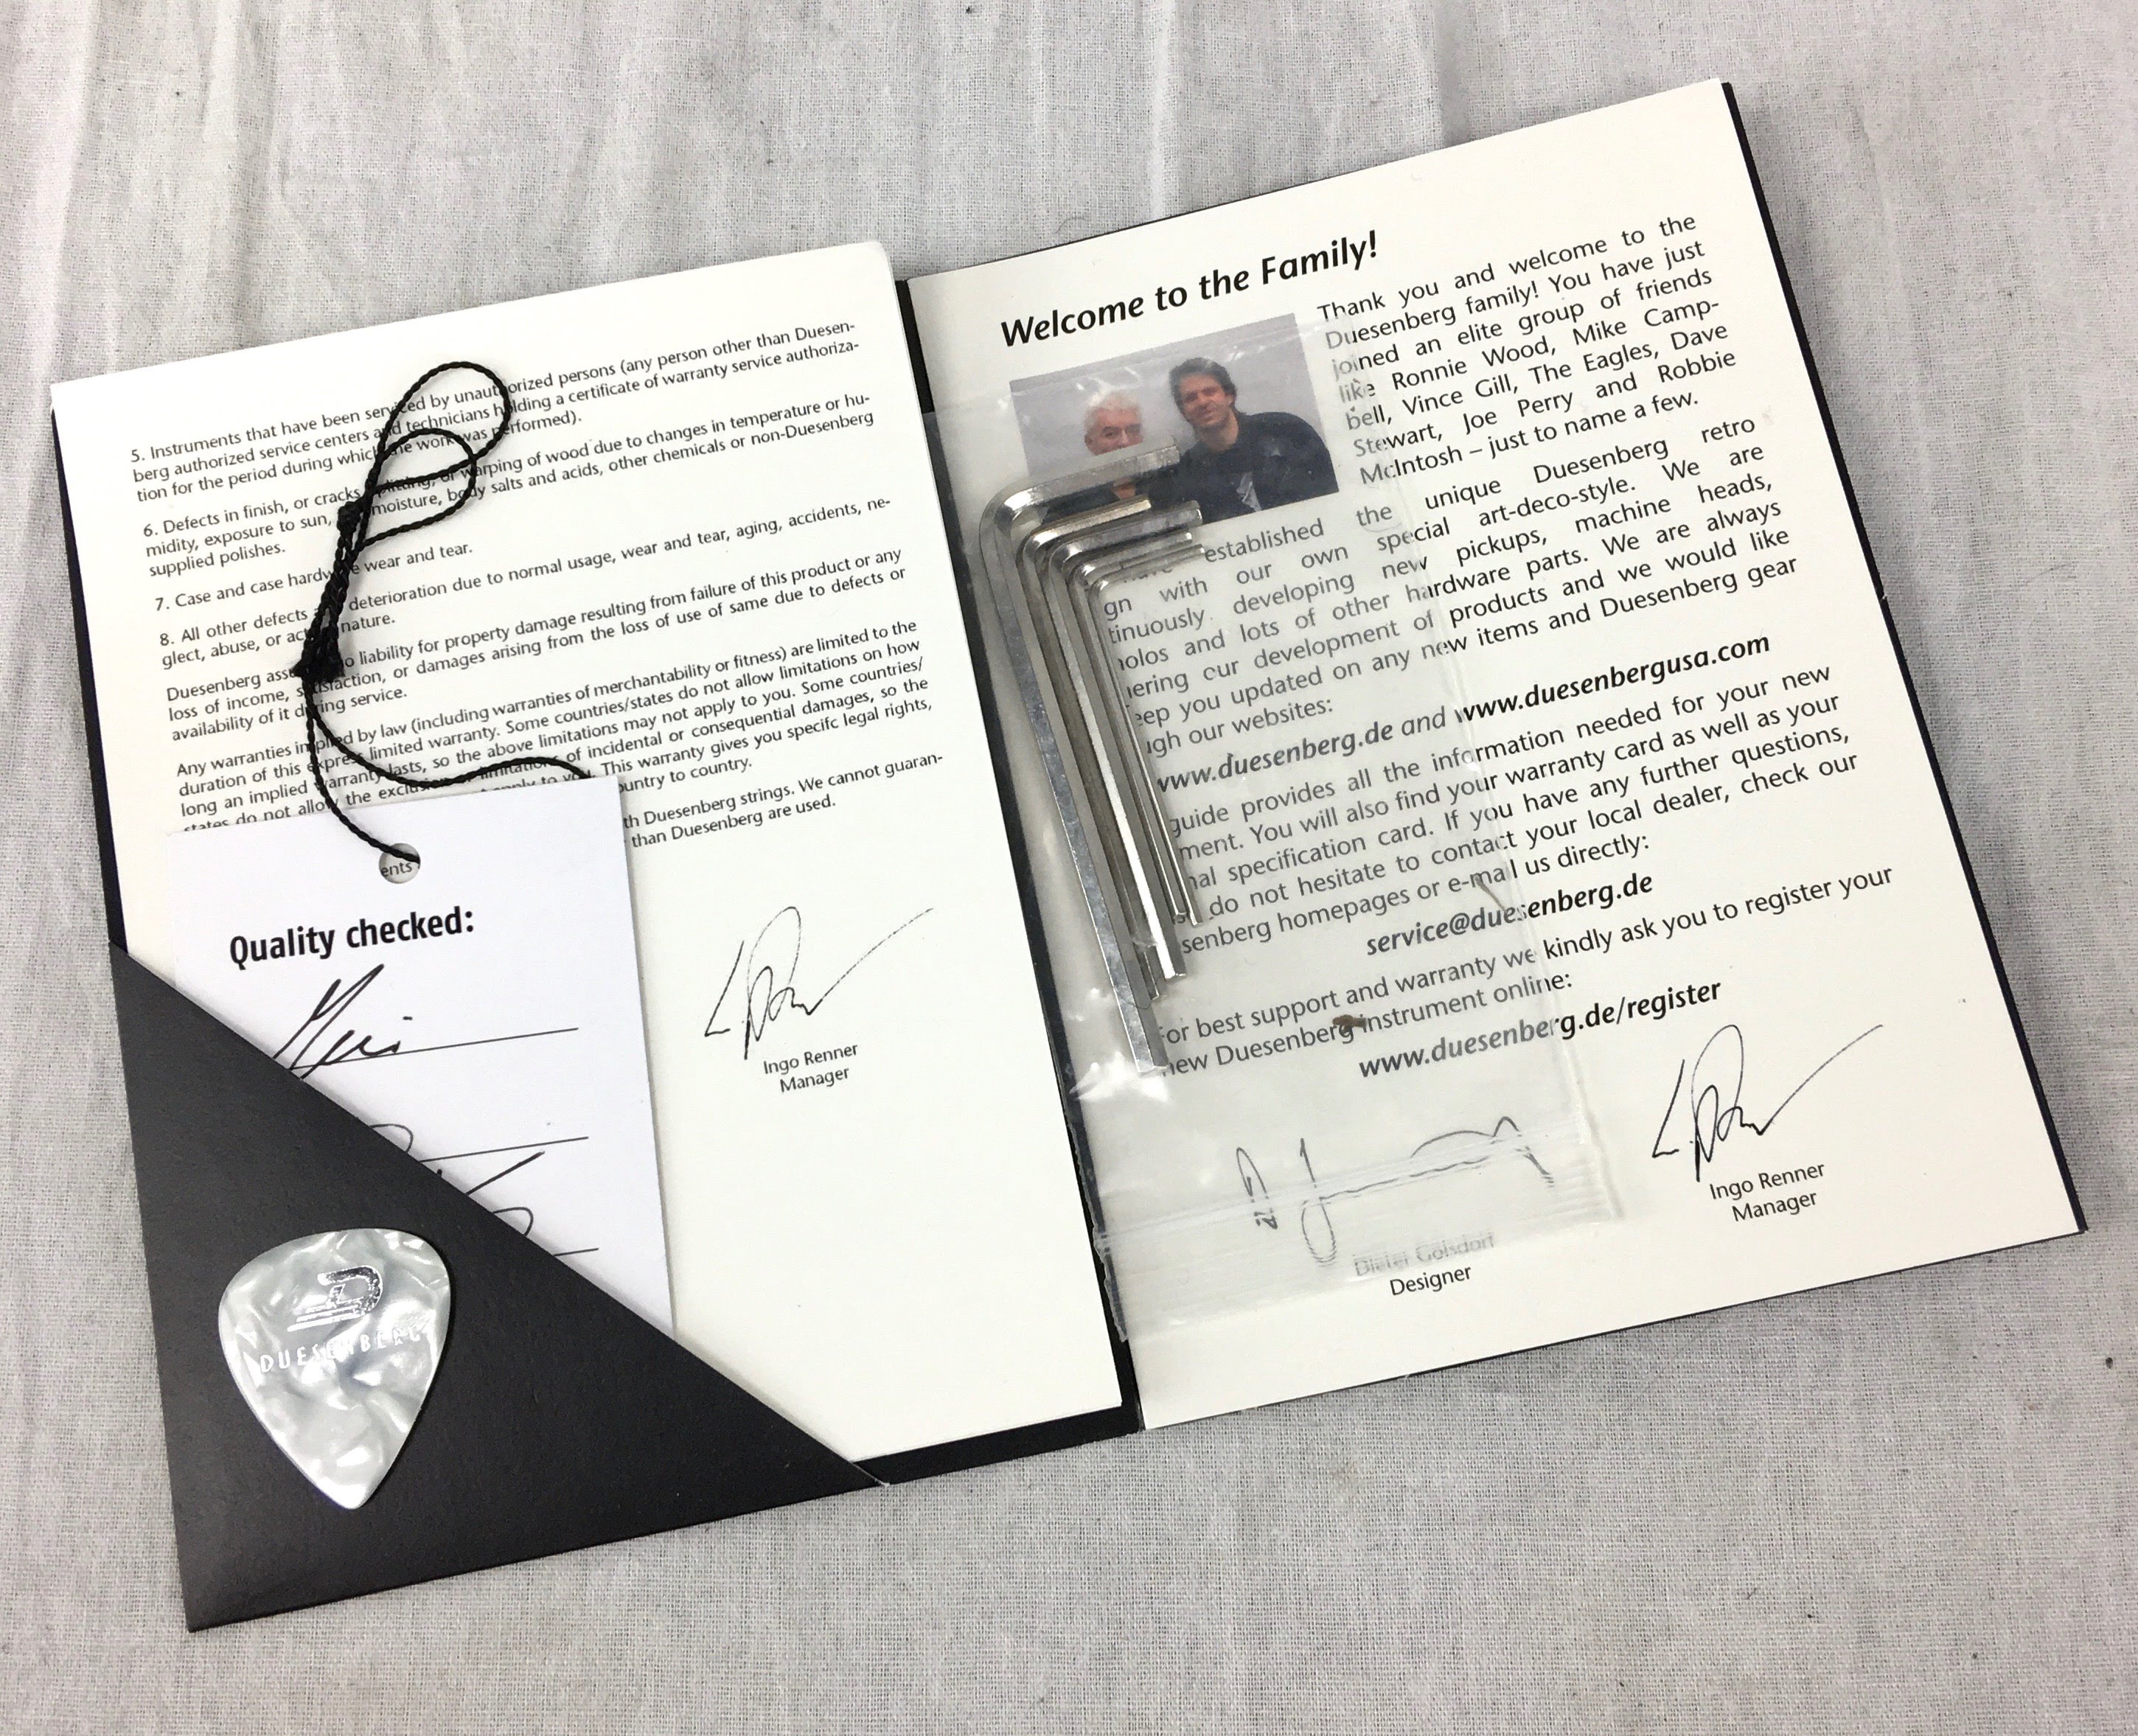 5. Instruments that have been serviced by unauthorized persons (any person other than Duesen-
berg authorized service centers and technicians holding a certificate of warranty service authoriza-
tion for the period during which the work was performed).
6. Defects in finish, or cracks, splitting, or warping of wood due to changes in temperature or hu-
midity, exposure to sun, moisture, body salts and acids, other chemicals or non-Duesenberg
supplied polishes.
7. Case and case hardware wear and tear.
8. All other defects deterioration due to normal usage, wear and tear, aging, accidents, ne-
glect, abuse, or act nature.
Duesenberg assumes no liability for property damage resulting from failure of this product or any
loss of income, satisfaction, or damages arising from the loss of use of same due to defects or
availability of it during service.
Any warranties implied by law (including warranties of merchantability or fitness) are limited to the
duration of this express limited warranty. Some countries/states do not allow limitations on how
long an implied warranty lasts, so the above limitations may not apply to you. Some countries/
states do not allow the exclusion or limitation of incidental or consequential damages, so the
apply to you. This warranty gives you specifc legal rights,
country to country.
th Duesenberg strings. We cannot guaran-
than Duesenberg are used.
ents
Quality checked:
Ingo Renner
Manager
DUESENBERG
Welcome to the Family!
Thank you and welcome to the
Duesenberg family! You have just
joined an elite group of friends
like Ronnie Wood, Mike Camp-
bell, Vince Gill, The Eagles, Dave
Stewart, Joe Perry and Robbie
McIntosh – just to name a few.
have established the unique Duesenberg retro
gn with our own special art-deco-style. We are
tinuously developing new pickups, machine heads,
olos and lots of other hardware parts. We are always
ering our development of products and we would like
eep you updated on any new items and Duesenberg gear
ugh our websites:
www.duesenberg.de and www.duesenbergusa.com
guide provides all the information needed for your new
ment. You will also find your warranty card as well as your
nal specification card. If you have any further questions,
do not hesitate to contact your local dealer, check our
senberg homepages or e-mail us directly:
service@duesenberg.de
For best support and warranty we kindly ask you to register your
new Duesenberg instrument online:
www.duesenberg.de/register
Dieter Gölsdorf
Designer
Ingo Renner
Manager